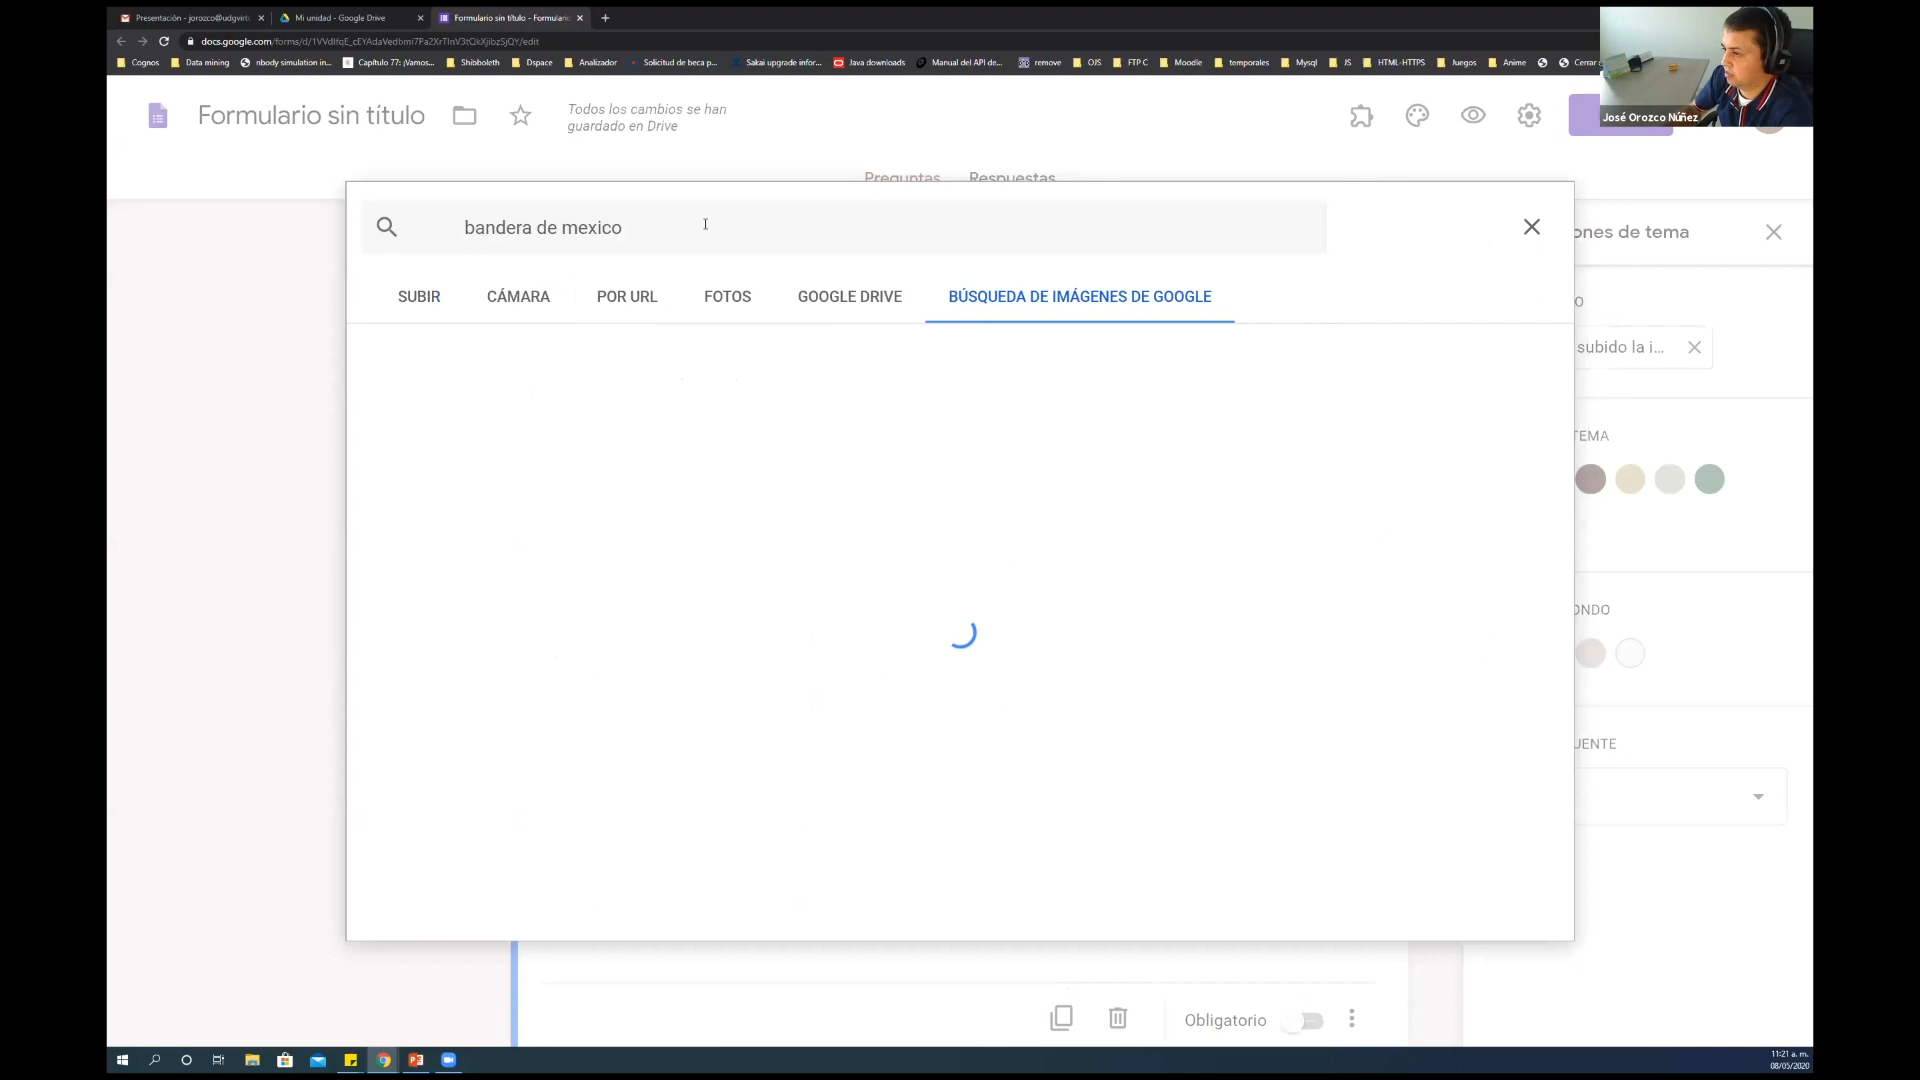 Presentación - jorozco@udgvirtu
Mi unidad - Google Drive
Formulario sin título - Formulario
docs.google.com/forms/d/1VVdIfqE_cEYAdaVedbmi7Pa2XrTlnV3tQkXjibzSjQY/edit
Cognos
Data mining
nbody simulation in...
Capítulo 77: ¡Vamos...
Shibboleth
Dspace
Analizador
Solicitud de beca p...
Sakai upgrade infor...
Java downloads
Manual del API de...
remove
OJS
FTP C
Moodle
temporales
Mysql
JS
HTML-HTTPS
Juegos
Anime
Cerrar
José Orozco Núñez
Formulario sin título
Todos los cambios se han
guardado en Drive
Preguntas
Respuestas
bandera de mexico
ones de tema
SUBIR
CÁMARA
POR URL
FOTOS
GOOGLE DRIVE
BÚSQUEDA DE IMÁGENES DE GOOGLE
O
subido la i...
TEMA
ONDO
UENTE
Obligatorio
11:21 a. m.
08/05/2020